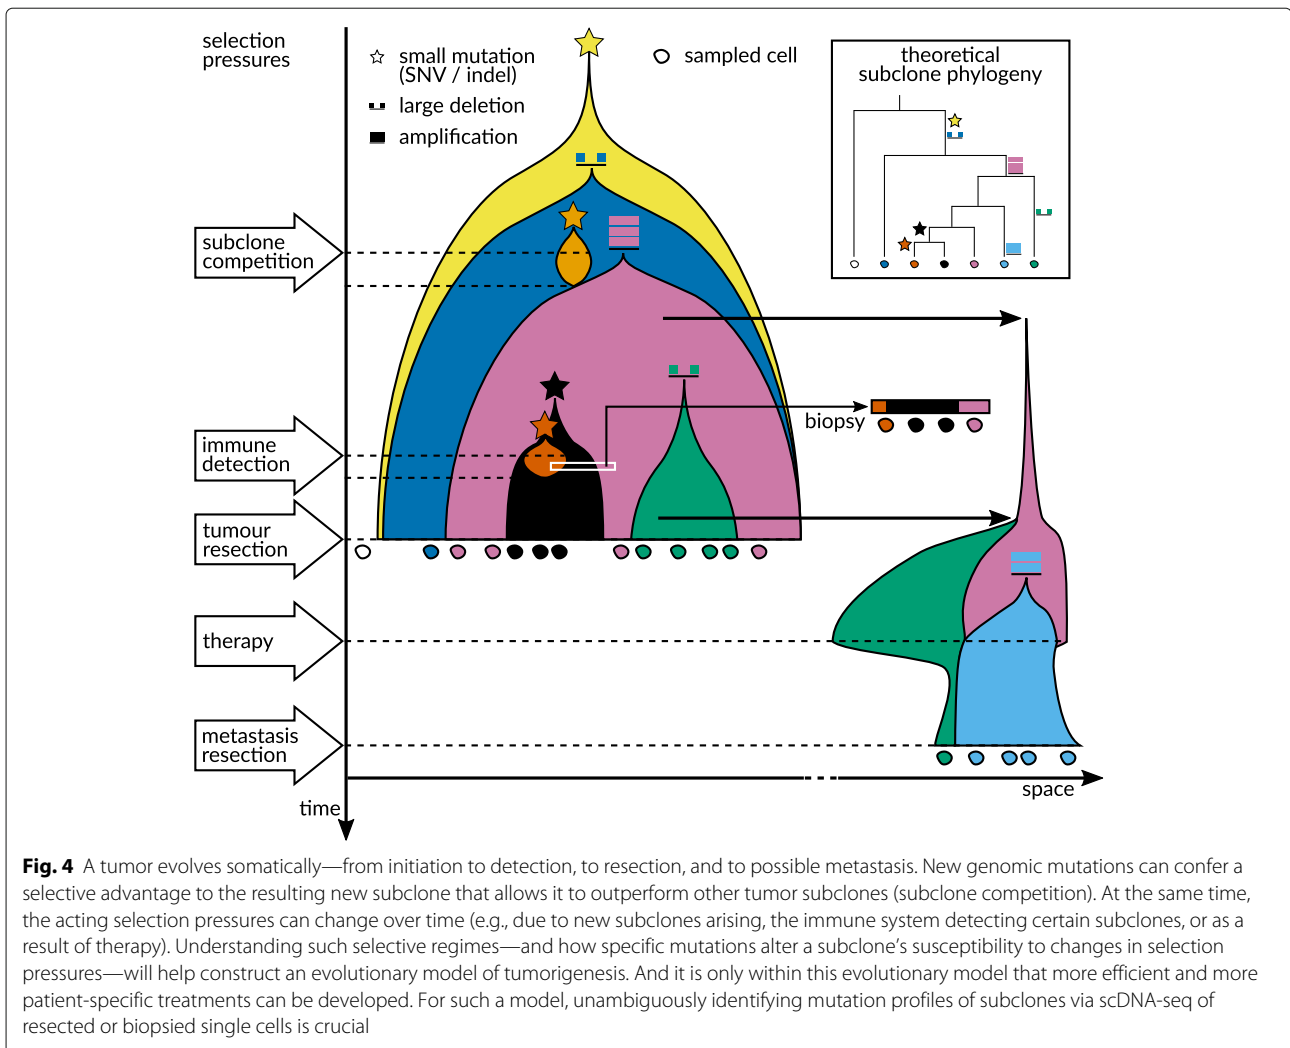 selection
pressures
small mutation
(SNV / indel)
large deletion
amplification
sampled cell
theoretical
subclone phylogeny
subclone
competition
immune
detection
biopsy
tumour
resection
therapy
metastasis
resection
time
space
Fig. 4 A tumor evolves somatically—from initiation to detection, to resection, and to possible metastasis. New genomic mutations can confer a
selective advantage to the resulting new subclone that allows it to outperform other tumor subclones (subclone competition). At the same time,
the acting selection pressures can change over time (e.g., due to new subclones arising, the immune system detecting certain subclones, or as a
result of therapy). Understanding such selective regimes—and how specific mutations alter a subclone's susceptibility to changes in selection
pressures—will help construct an evolutionary model of tumorigenesis. And it is only within this evolutionary model that more efficient and more
patient-specific treatments can be developed. For such a model, unambiguously identifying mutation profiles of subclones via scDNA-seq of
resected or biopsied single cells is crucial